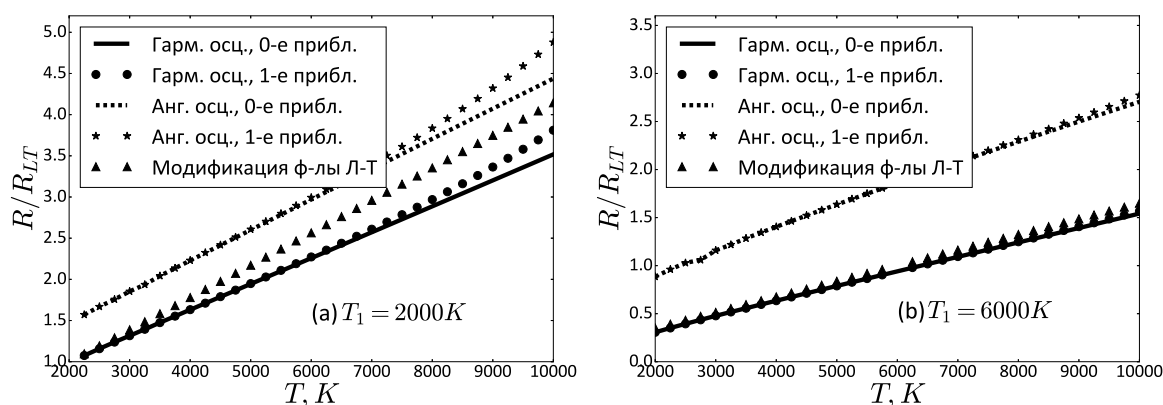 R/R_{LT}
5.0
4.5
4.0
3.5
3.0
2.5
2.0
1.5
1.0
Гарм. осц., 0-е прибл.
Гарм. осц., 1-е прибл.
Анг. осц., 0-е прибл.
Анг. осц., 1-е прибл.
Модификация ф-лы Л-Т
(a) T_1 = 2000K
2000 3000 4000 5000 6000 7000 8000 9000 10000
T, K
R/R_{LT}
3.5
3.0
2.5
2.0
1.5
1.0
0.5
0.0
Гарм. осц., 0-е прибл.
Гарм. осц., 1-е прибл.
Анг. осц., 0-е прибл.
Анг. осц., 1-е прибл.
Модификация ф-лы Л-Т
(b) T_1 = 6000K
2000 3000 4000 5000 6000 7000 8000 9000 10000
T, K